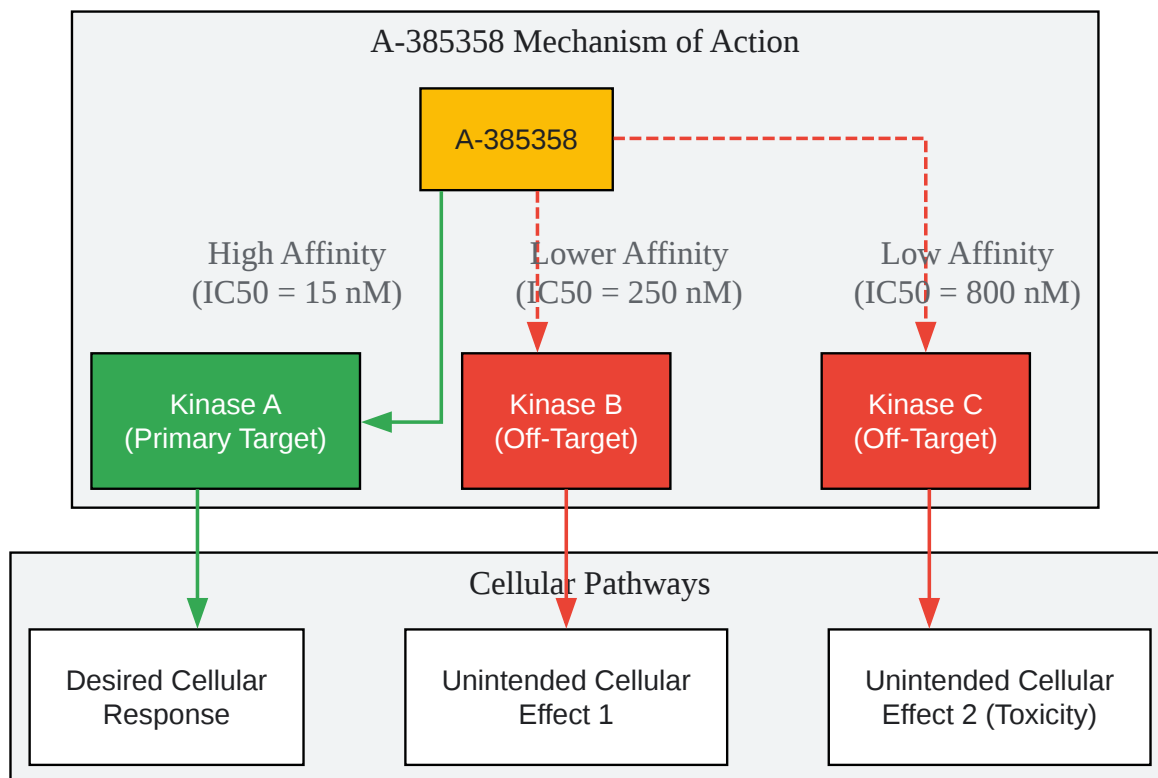 A-385358 Mechanism of Action
A-385358
High Affinity
(IC50 = 15 nM)
Lower Affinity
(IC50 = 250 nM)
Low Affinity
(IC50 = 800 nM)
Kinase A
(Primary Target)
Kinase B
(Off-Target)
Kinase C
(Off-Target)
Cellular Pathways
Desired Cellular
Response
Unintended Cellular
Effect 1
Unintended Cellular
Effect 2 (Toxicity)